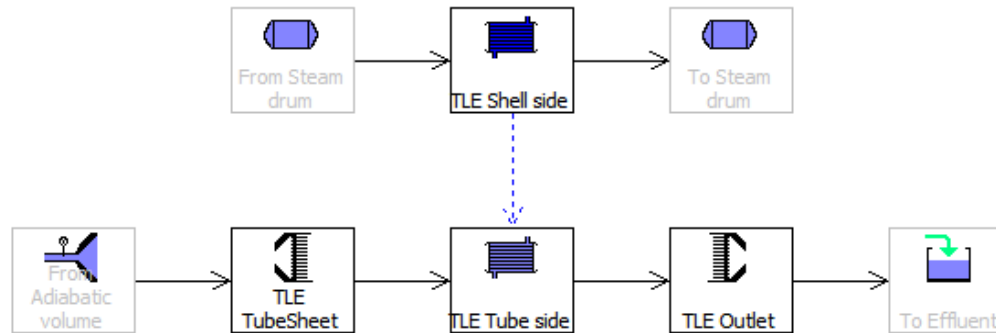 From Steam
drum
TLE Shell side
To Steam
drum
From
Adiabatic
volume
TLE
TubeSheet
TLE Tube side
TLE Outlet
To Effluent